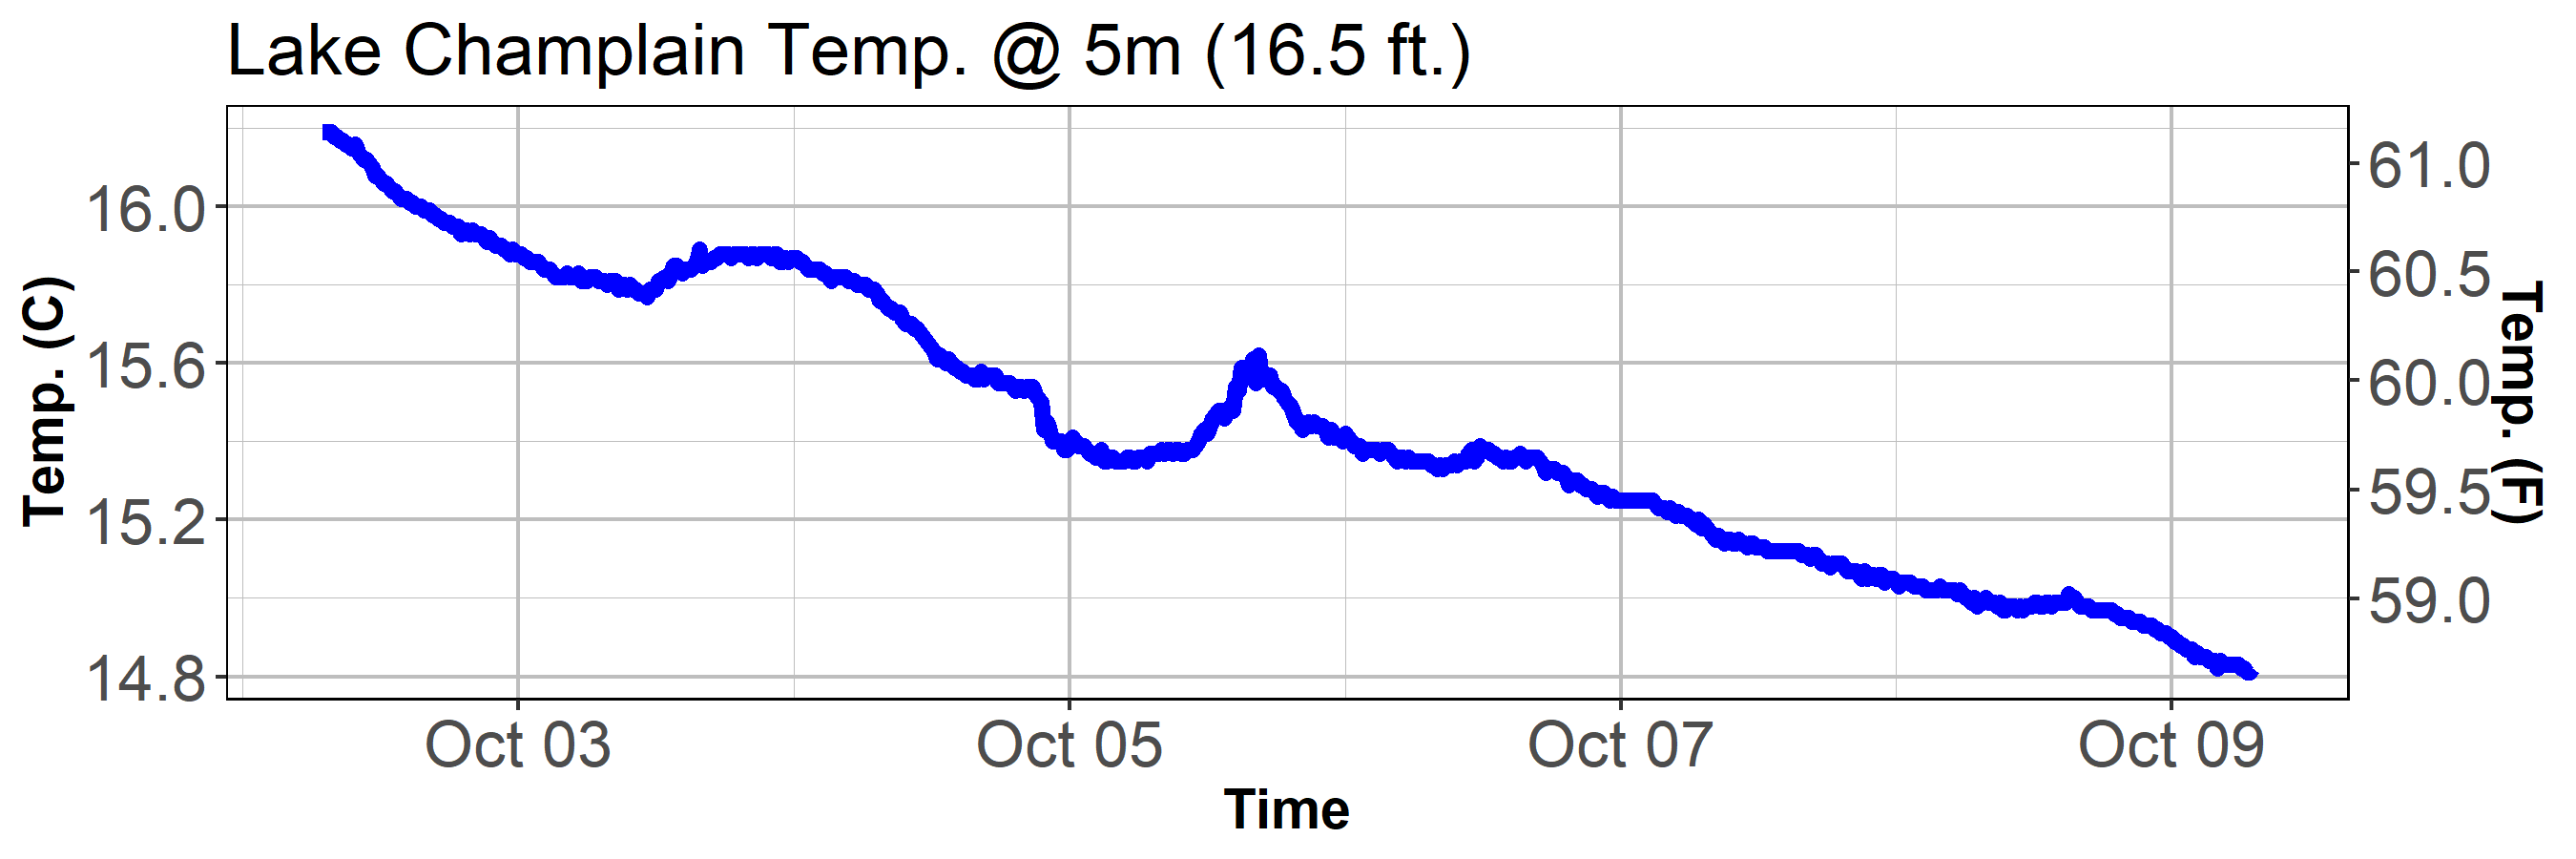 Lake Champlain Temp. @ 5m (16.5 ft.)
Temp. (C)
16.0
15.6
15.2
14.8
61.0
60.5
60.0
59.5
59.0
Temp. (F)
Oct 03 Oct 05 Oct 07 Oct 09
Time